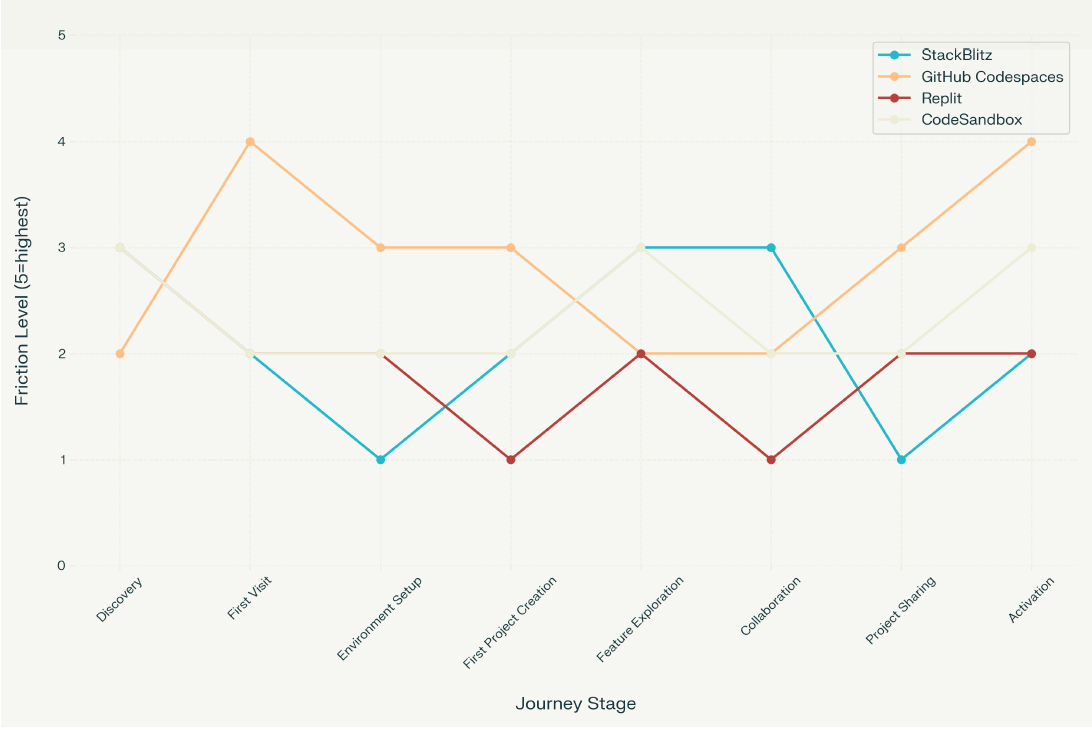 StackBlitz
GitHub Codespaces
Replit
CodeSandbox
Friction Level (5=highest)
5
4
3
2
1
0
Discovery
First Visit
Environment Setup
First Project Creation
Feature Exploration
Collaboration
Project Sharing
Activation
Journey Stage